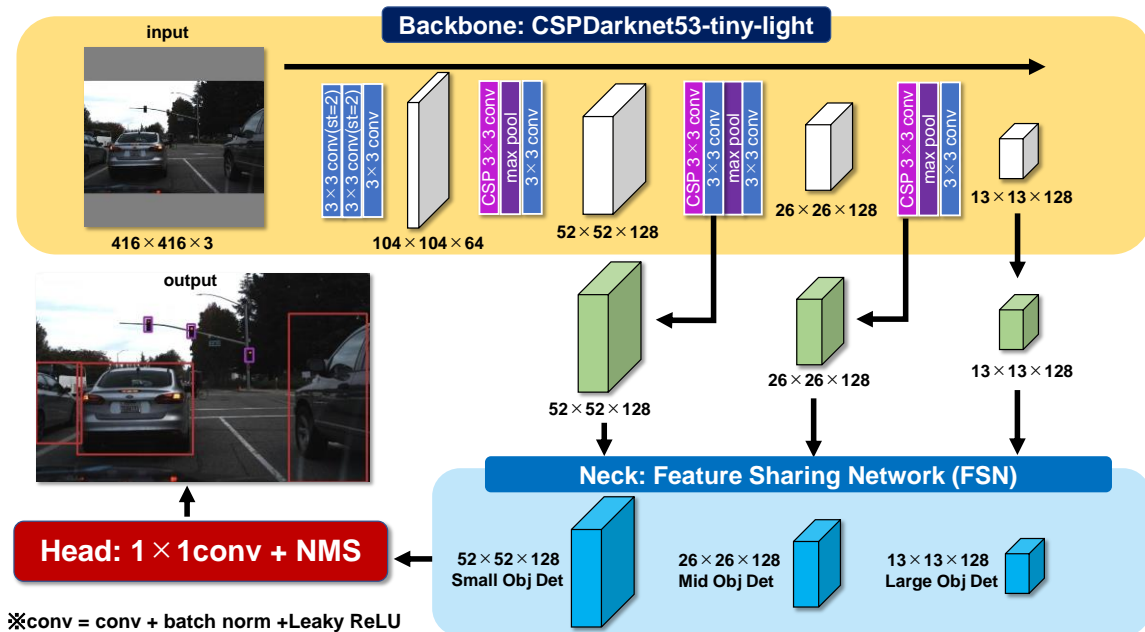 Backbone: CSPDarknet53-tiny-light
input
3×3 conv(st=2)
3×3 conv(st=2)
3×3 conv
CSP 3×3 conv
max pool
3×3 conv
CSP 3×3 conv
3×3 conv
max pool
3×3 conv
CSP 3×3 conv
max pool
3×3 conv
416×416×3
104×104×64
52×52×128
26×26×128
13×13×128
output
52×52×128
26×26×128
13×13×128
Neck: Feature Sharing Network (FSN)
52×52×128
Small Obj Det
26×26×128
Mid Obj Det
13×13×128
Large Obj Det
Head: 1×1conv + NMS
※conv = conv + batch norm +Leaky ReLU